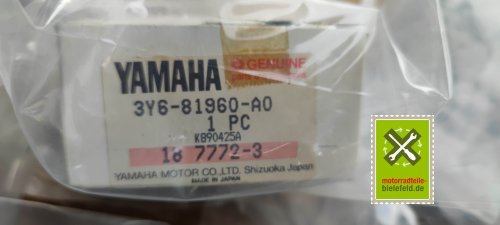 YAMAHA
GENUINE
3Y6-81960-A0
1 PC
K890425A
18 7772-3
YAMAHA MOTOR CO., LTD. Shizuoka Japan
MADE IN JAPAN
motorradteile-
bielefeld.de